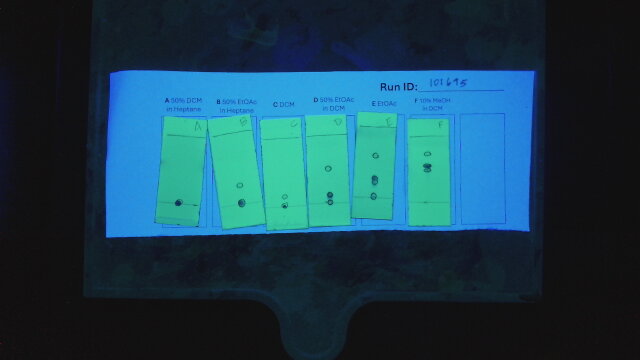 Run ID: 101695
A 50% DCM in Heptane
B 50% EtOAc in Heptane
C DCM
D 50% EtOAc in DCM
E EtOAc
F 10% MeOH in DCM
A
B
C
D
E
F